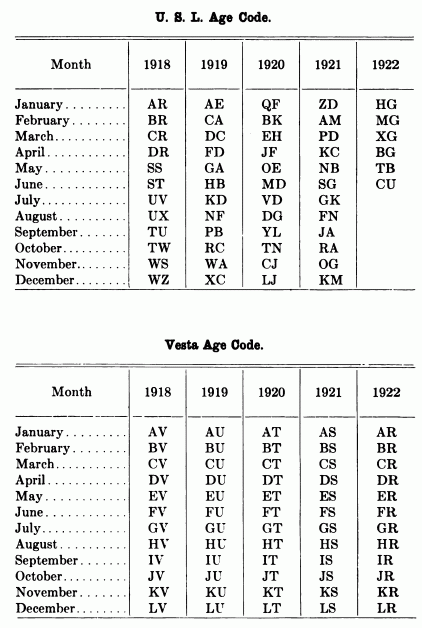 U. S. L. Age Code.
Month 1918 1919 1920 1921 1922
January......... AR AE QF ZD HG
February......... BR CA BK AM MG
March......... CR DC EH PD XG
April......... DR FD JF KC BG
May......... SS GA OE NB TB
June......... ST HB MD SG CU
July......... UV KD VD GK
August......... UX NF DG FN
September........ TU PB YL JA
October......... TW RC TN RA
November........ WS WA CJ OG
December........ WZ XC LJ KM
Vesta Age Code.
Month 1918 1919 1920 1921 1922
January......... AV AU AT AS AR
February......... BV BU BT BS BR
March......... CV CU CT CS CR
April......... DV DU DT DS DR
May......... EV EU ET ES ER
June......... FV FU FT FS FR
July......... GV GU GT GS GR
August......... HV HU HT HS HR
September........ IV IU IT IS IR
October......... JV JU JT JS JR
November........ KV KU KT KS KR
December........ LV LU LT LS LR